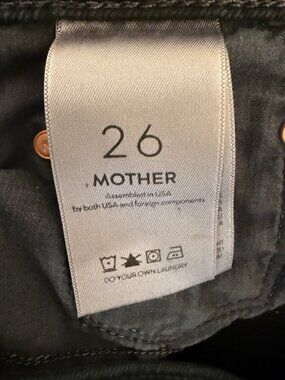 26
MOTHER
Assembled in USA
by both USA and foreign components
DO YOUR OWN LAUNDRY